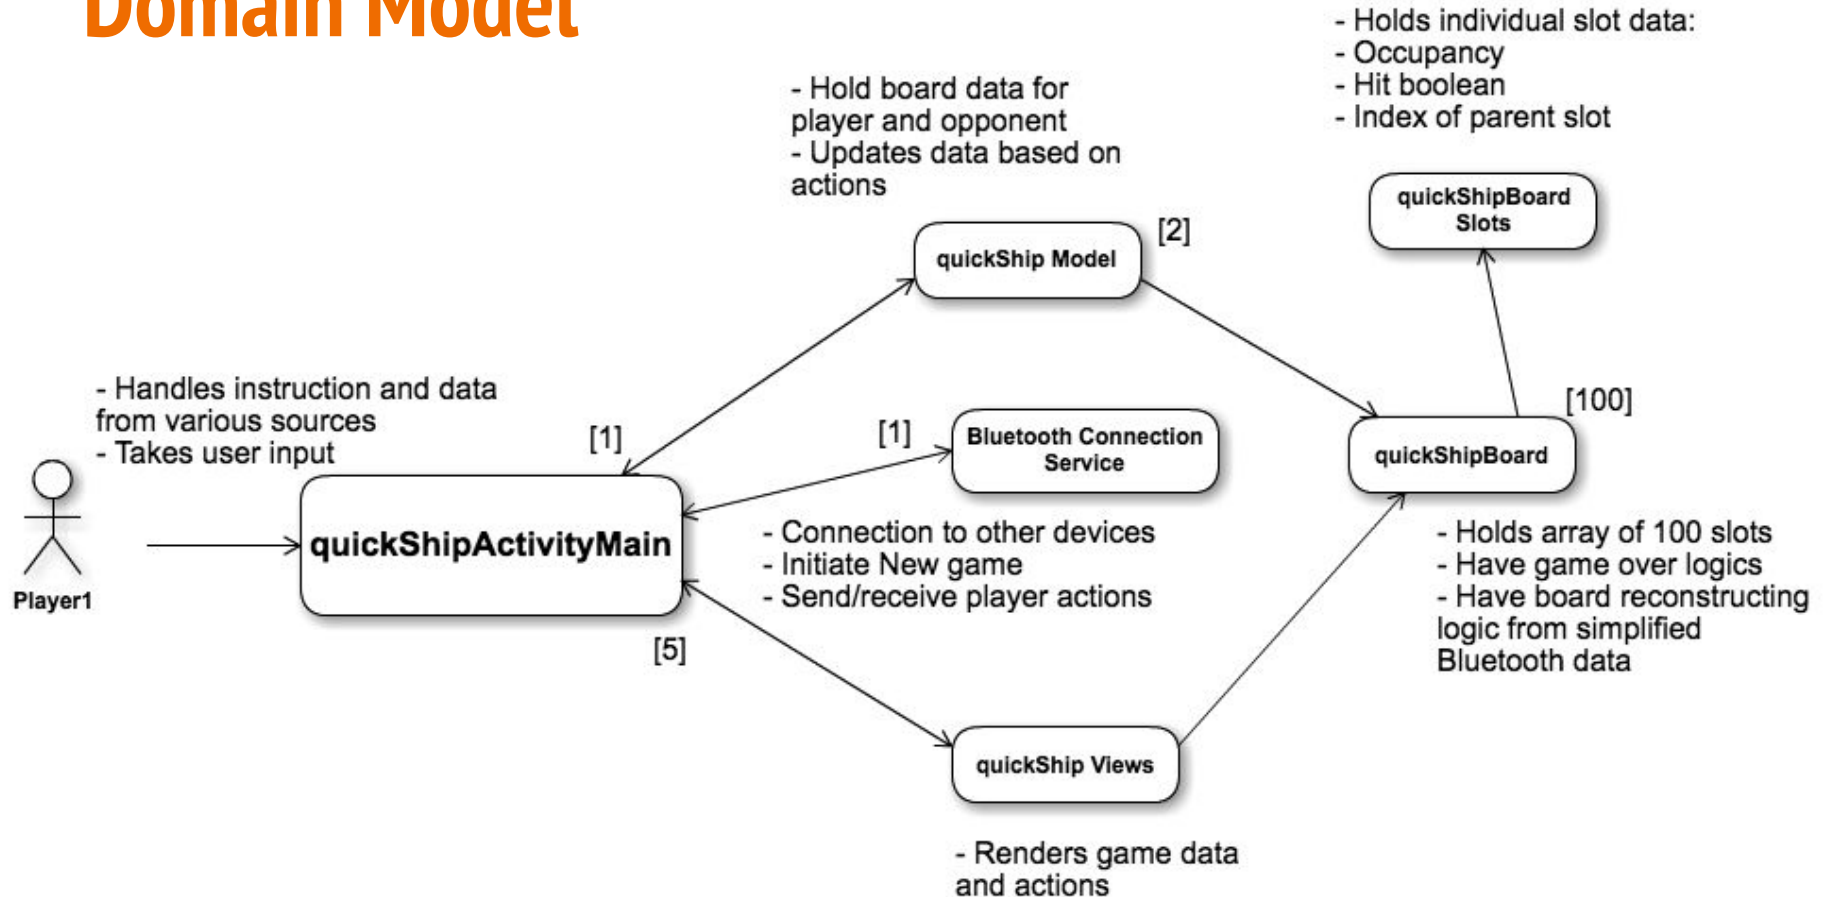 Domain Model
- Holds individual slot data:
- Occupancy
- Hit boolean
- Index of parent slot
- Hold board data for
player and opponent
- Updates data based on
actions
quickShipBoard
Slots
[2]
quickShip Model
- Handles instruction and data
from various sources
- Takes user input
[1]
[1]
Bluetooth Connection
Service
[100]
quickShipBoard
quickShipActivityMain
Player1
- Connection to other devices
- Initiate New game
- Send/receive player actions
- Holds array of 100 slots
- Have game over logics
- Have board reconstructing
logic from simplified
Bluetooth data
[5]
quickShip Views
- Renders game data
and actions